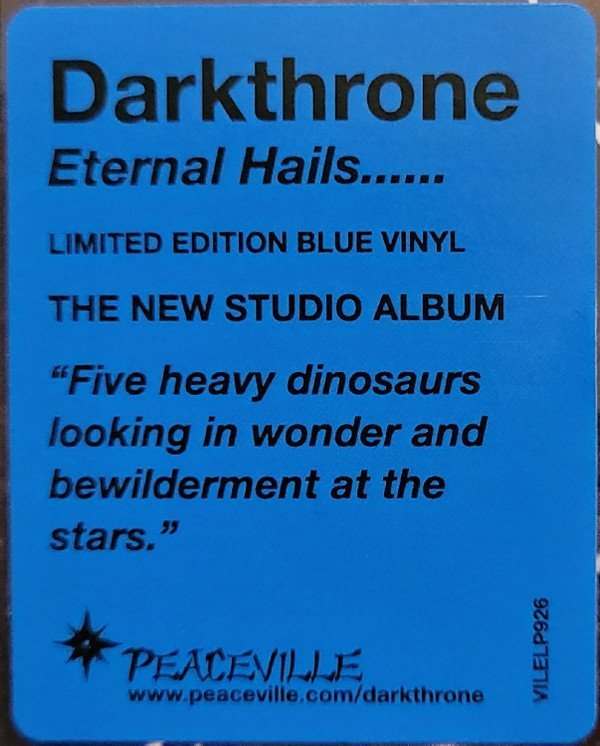 Darkthrone
Eternal Hails......
LIMITED EDITION BLUE VINYL
THE NEW STUDIO ALBUM
“Five heavy dinosaurs
looking in wonder and
bewilderment at the
stars.”
PEACEVILLE
www.peaceville.com/darkthrone
VILELP926